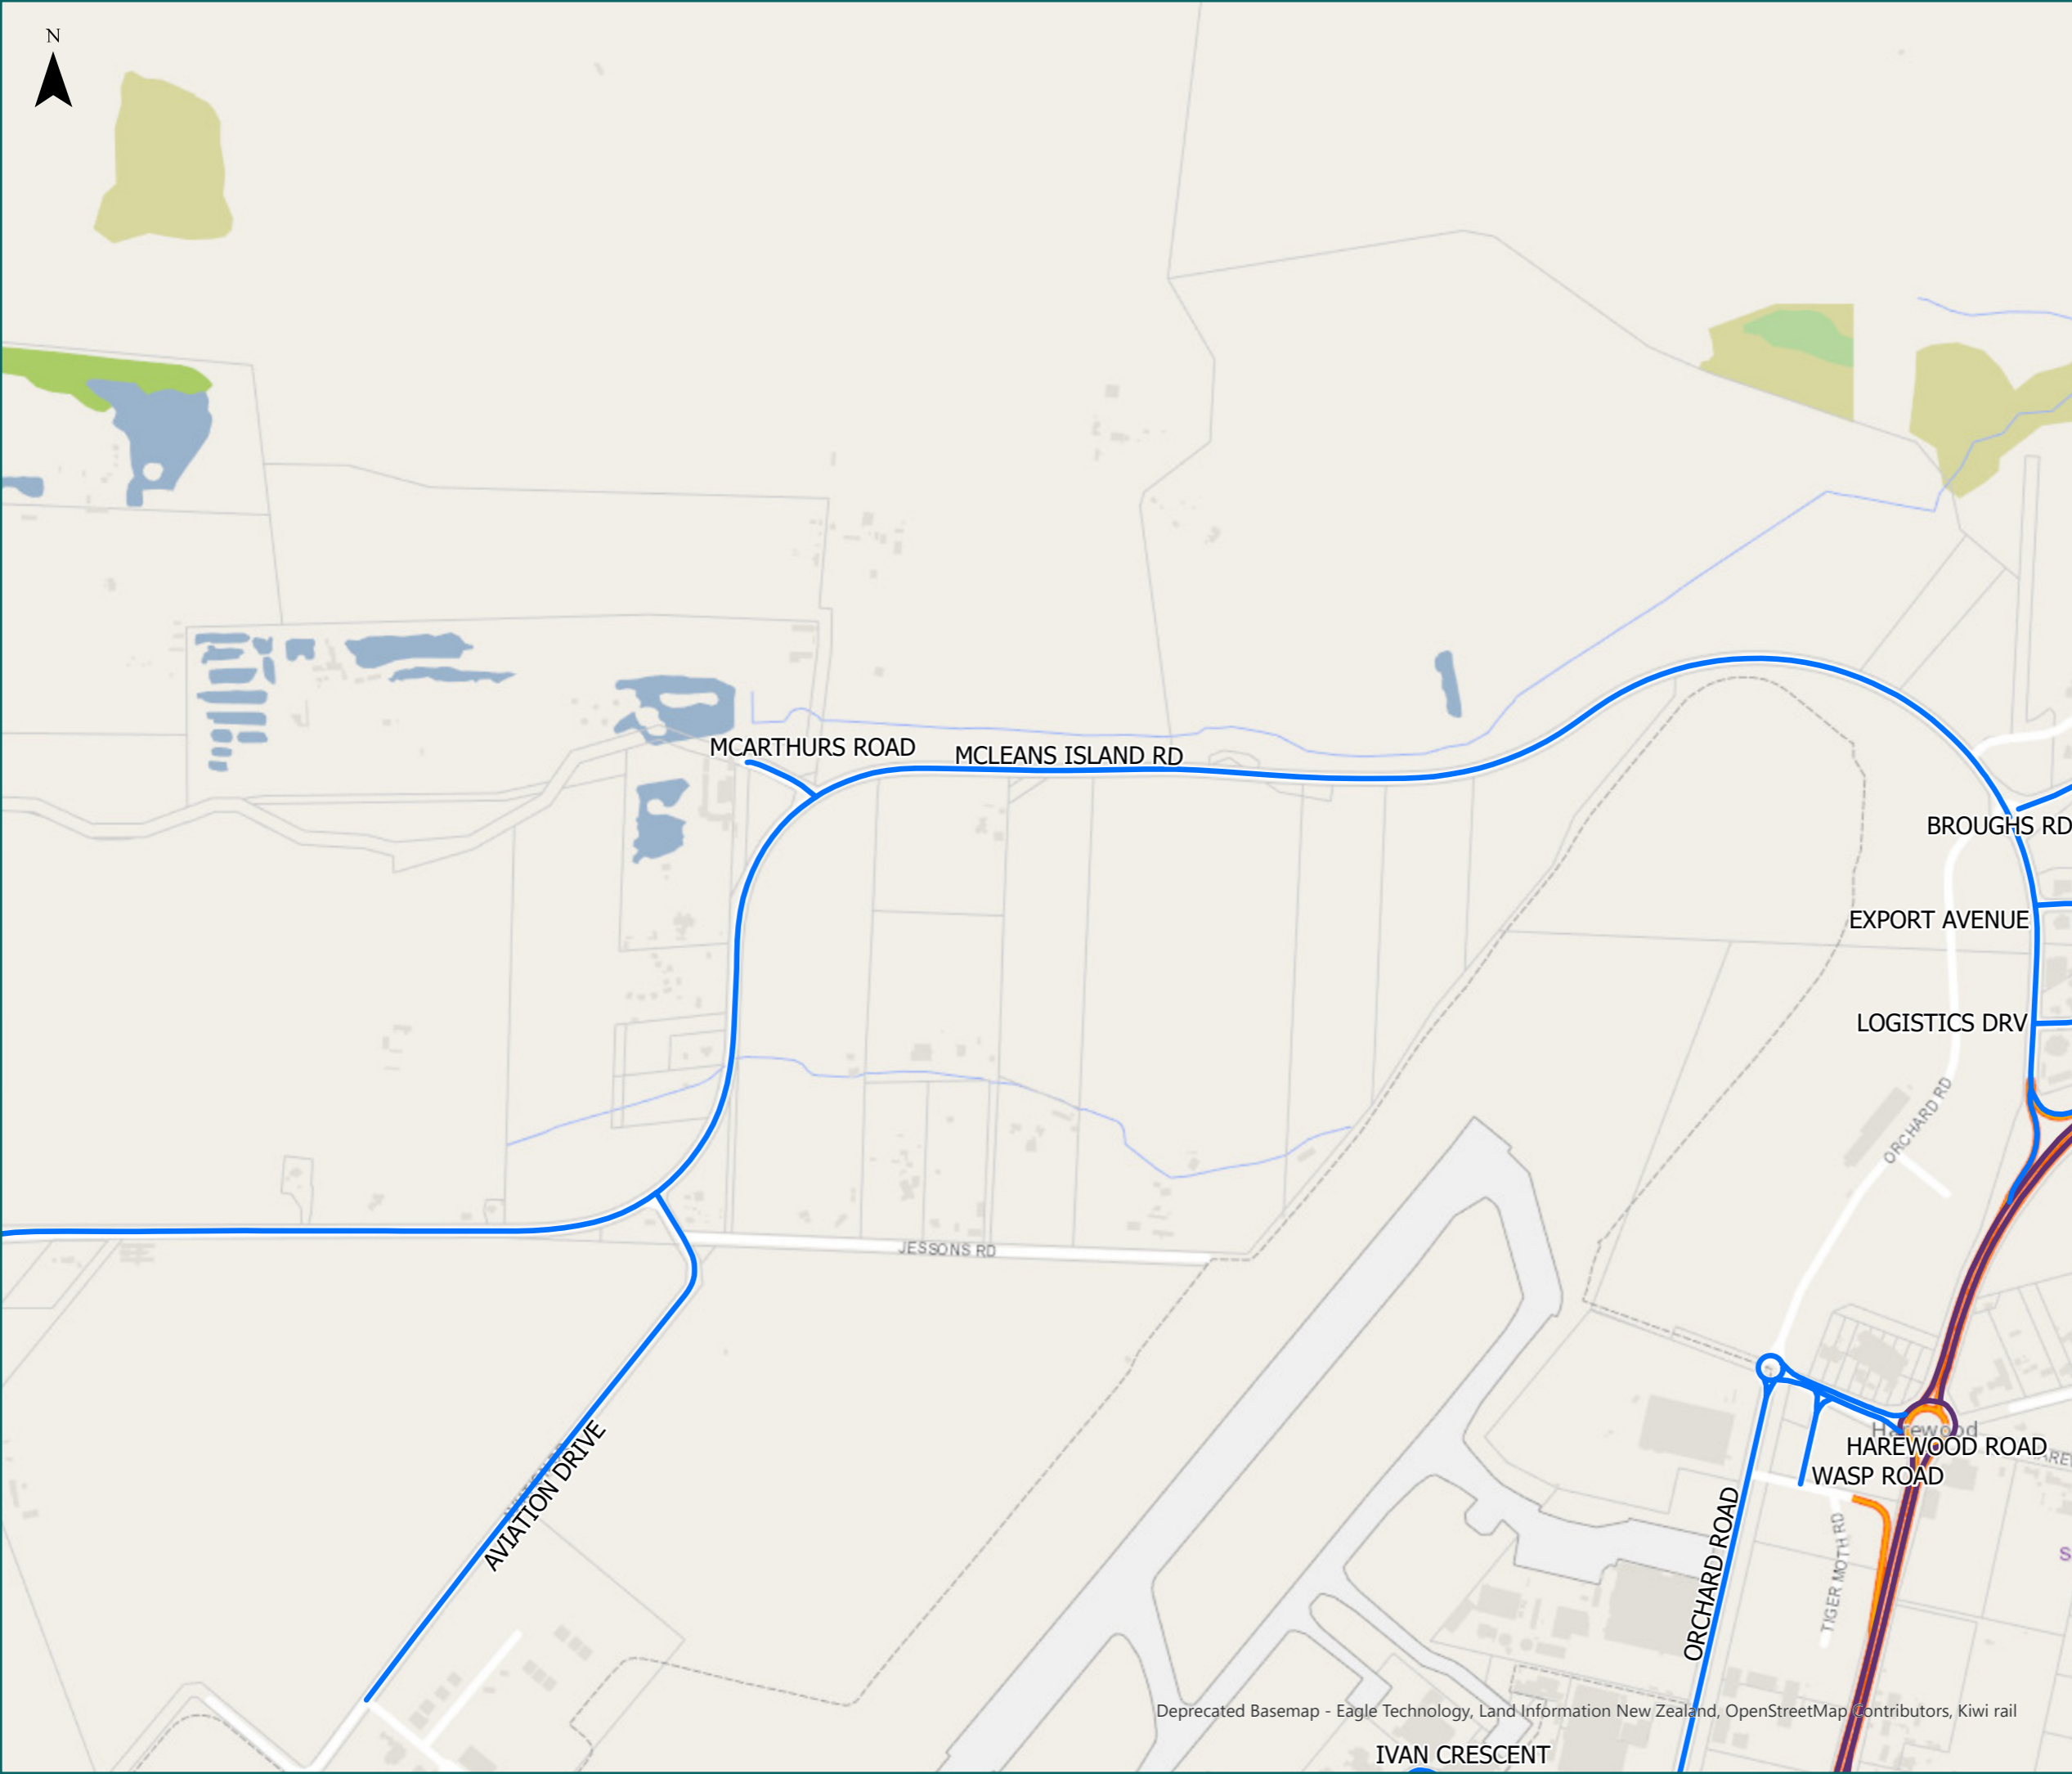 N
MCARTHURS ROAD
MCLEANS ISLAND RD
BROUGHS RD
EXPORT AVENUE
LOGISTICS DRV
ORCHARD RD
JESSONS RD
Harewood
HAREWOOD ROAD
WASP ROAD
AVIATION DRIVE
ORCHARD ROAD
TIGER MOTH RD
S
Deprecated Basemap - Eagle Technology, Land Information New Zealand, OpenStreetMap Contributors, Kiwi rail
IVAN CRESCENT